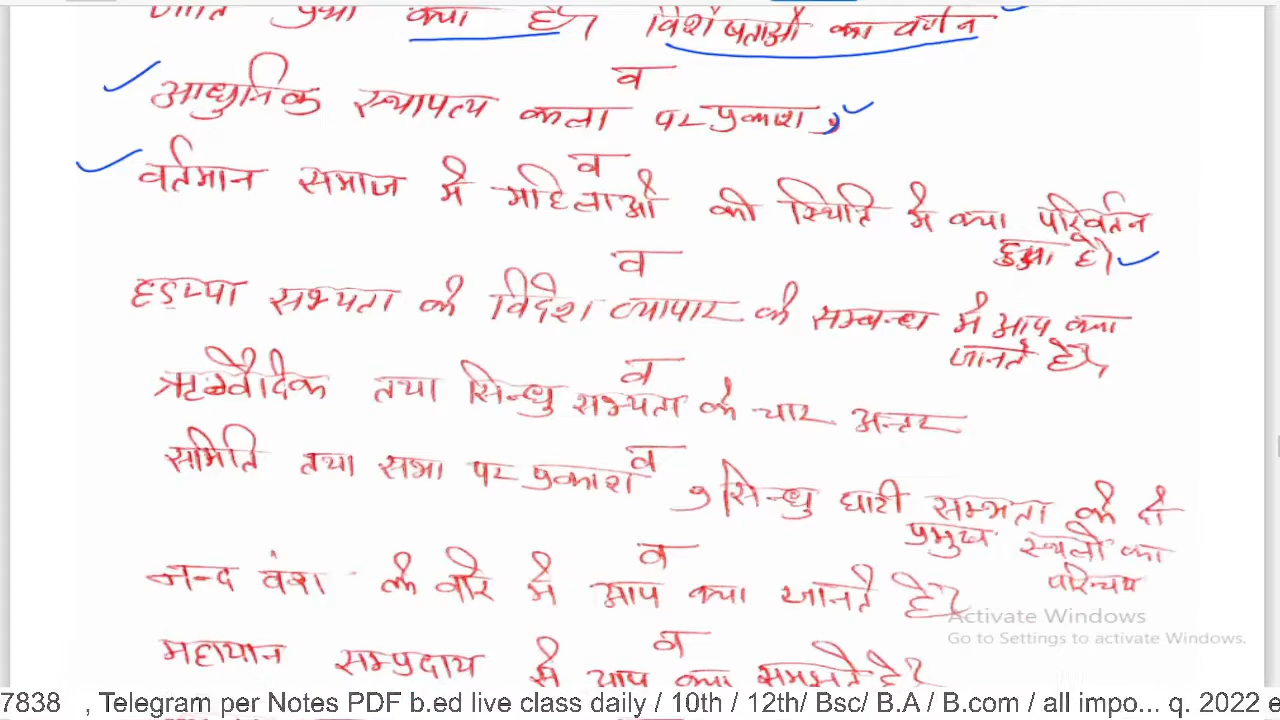 जाति प्रथा क्या है? विशेषताओ का वर्णन
व
आधुनिक स्थापत्य कला पर प्रकाश,
व
वर्तमान समाज में महिलाओं की स्थिति में क्या परिवर्तन
हुआ है?
व
हड़प्पा सभ्यता के विदेश व्यापार के सम्बन्ध में आप क्या
जानते है?
व
ऋग्वैदिक तथा सिन्धु सभ्यता के चार अन्तर
व
समिति तथा सभा पर प्रकाश, सिन्धु घाटी सभ्यता के दो
प्रमुख स्थलों का
परिचय
व
नन्द वंश के बारे में आप क्या जानते है?
Activate Windows
Go to Settings to activate Windows.
व
महायान सम्प्रदाय से आप क्या समझते है?
7838 , Telegram per Notes PDF b.ed live class daily / 10th / 12th/ Bsc/ B.A / B.com / all impo... q. 2022 e